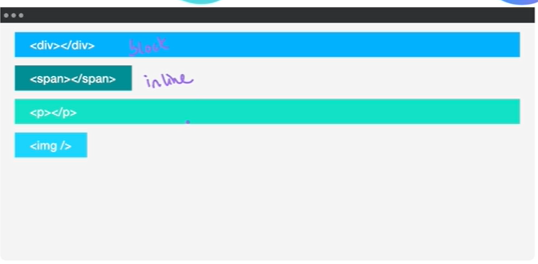 <div></div> block
<span></span> inline
<p></p>
<img />